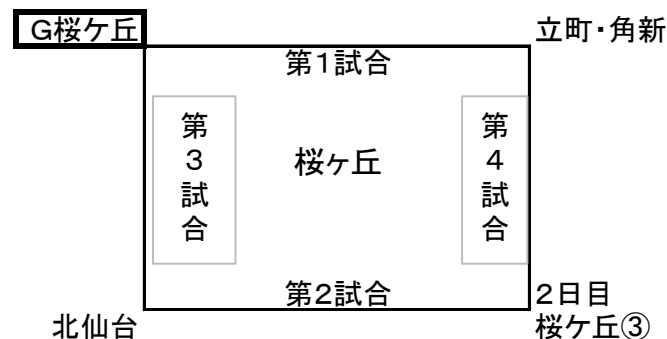 G桜ケ丘
立町・角新
第1試合
第3試合
桜ヶ丘
第4試合
第2試合
2日目
北仙台
桜ケ丘③